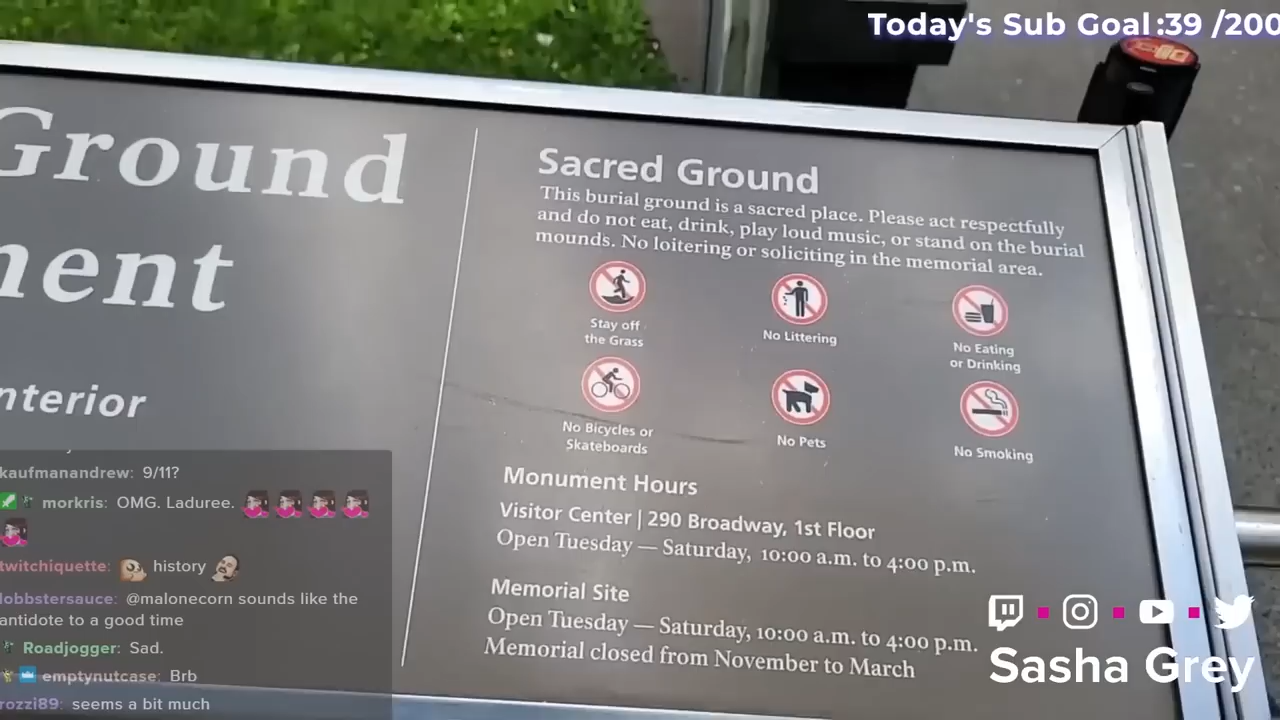 Today's Sub Goal:39 /200
Ground
ment
nterior
Sacred Ground
This burial ground is a sacred place. Please act respectfully
and do not eat, drink, play loud music, or stand on the burial
mounds. No loitering or soliciting in the memorial area.
Stay off
the Grass
No Littering
No Eating
or Drinking
No Bicycles or
Skateboards
No Pets
No Smoking
Monument Hours
Visitor Center | 290 Broadway, 1st Floor
Open Tuesday — Saturday, 10:00 a.m. to 4:00 p.m.
Memorial Site
Open Tuesday — Saturday, 10:00 a.m. to 4:00 p.m.
Memorial closed from November to March
kaufmanandrew: 9/11?
morkris: OMG. Laduree.
twitchiquette: history
lobbstersauce: @malonecorn sounds like the
antidote to a good time
Roadjogger: Sad.
emptynutcase: Brb
rozzi89: seems a bit much
Sasha Grey